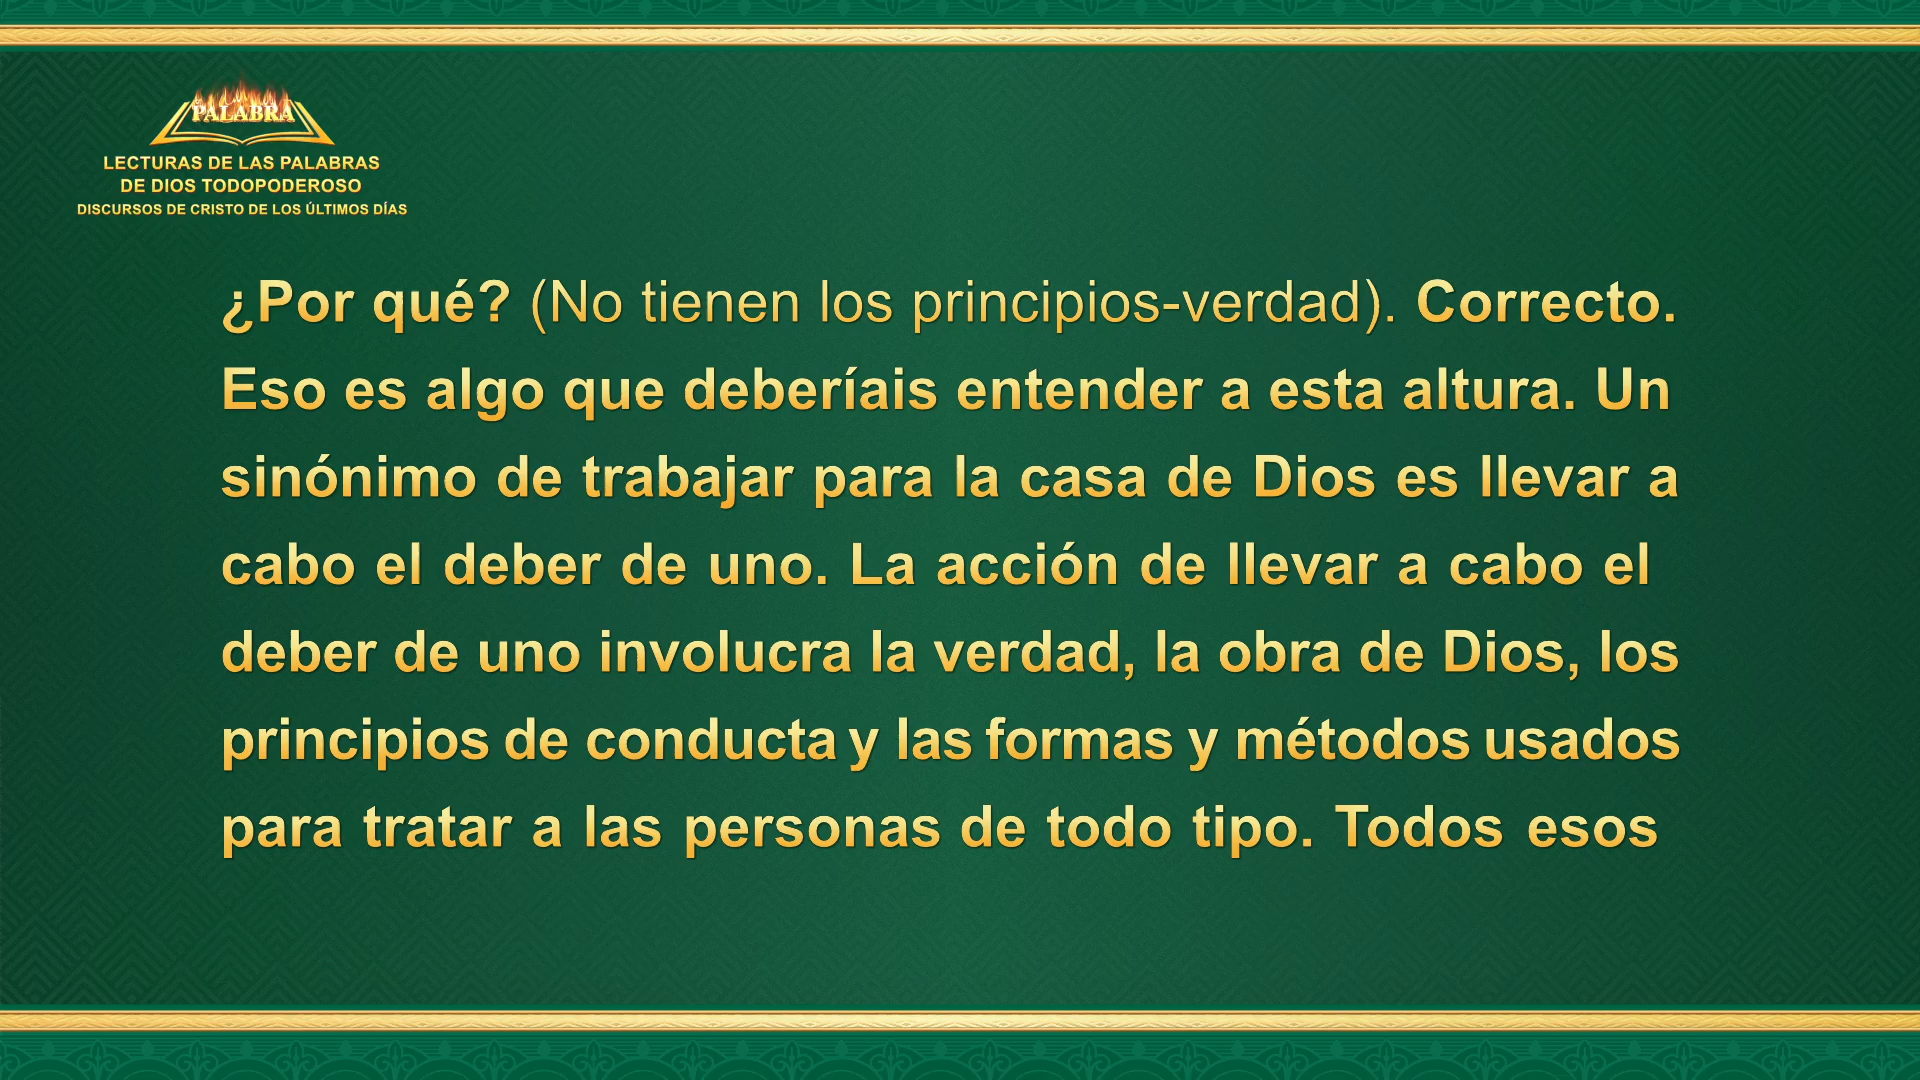 PALABRA
LECTURAS DE LAS PALABRAS
DE DIOS TODOPODEROSO
DISCURSOS DE CRISTO DE LOS ÚLTIMOS DÍAS
¿Por qué? (No tienen los principios-verdad). Correcto.
Eso es algo que deberíais entender a esta altura. Un
sinónimo de trabajar para la casa de Dios es llevar a
cabo el deber de uno. La acción de llevar a cabo el
deber de uno involucra la verdad, la obra de Dios, los
principios de conducta y las formas y métodos usados
para tratar a las personas de todo tipo. Todos esos